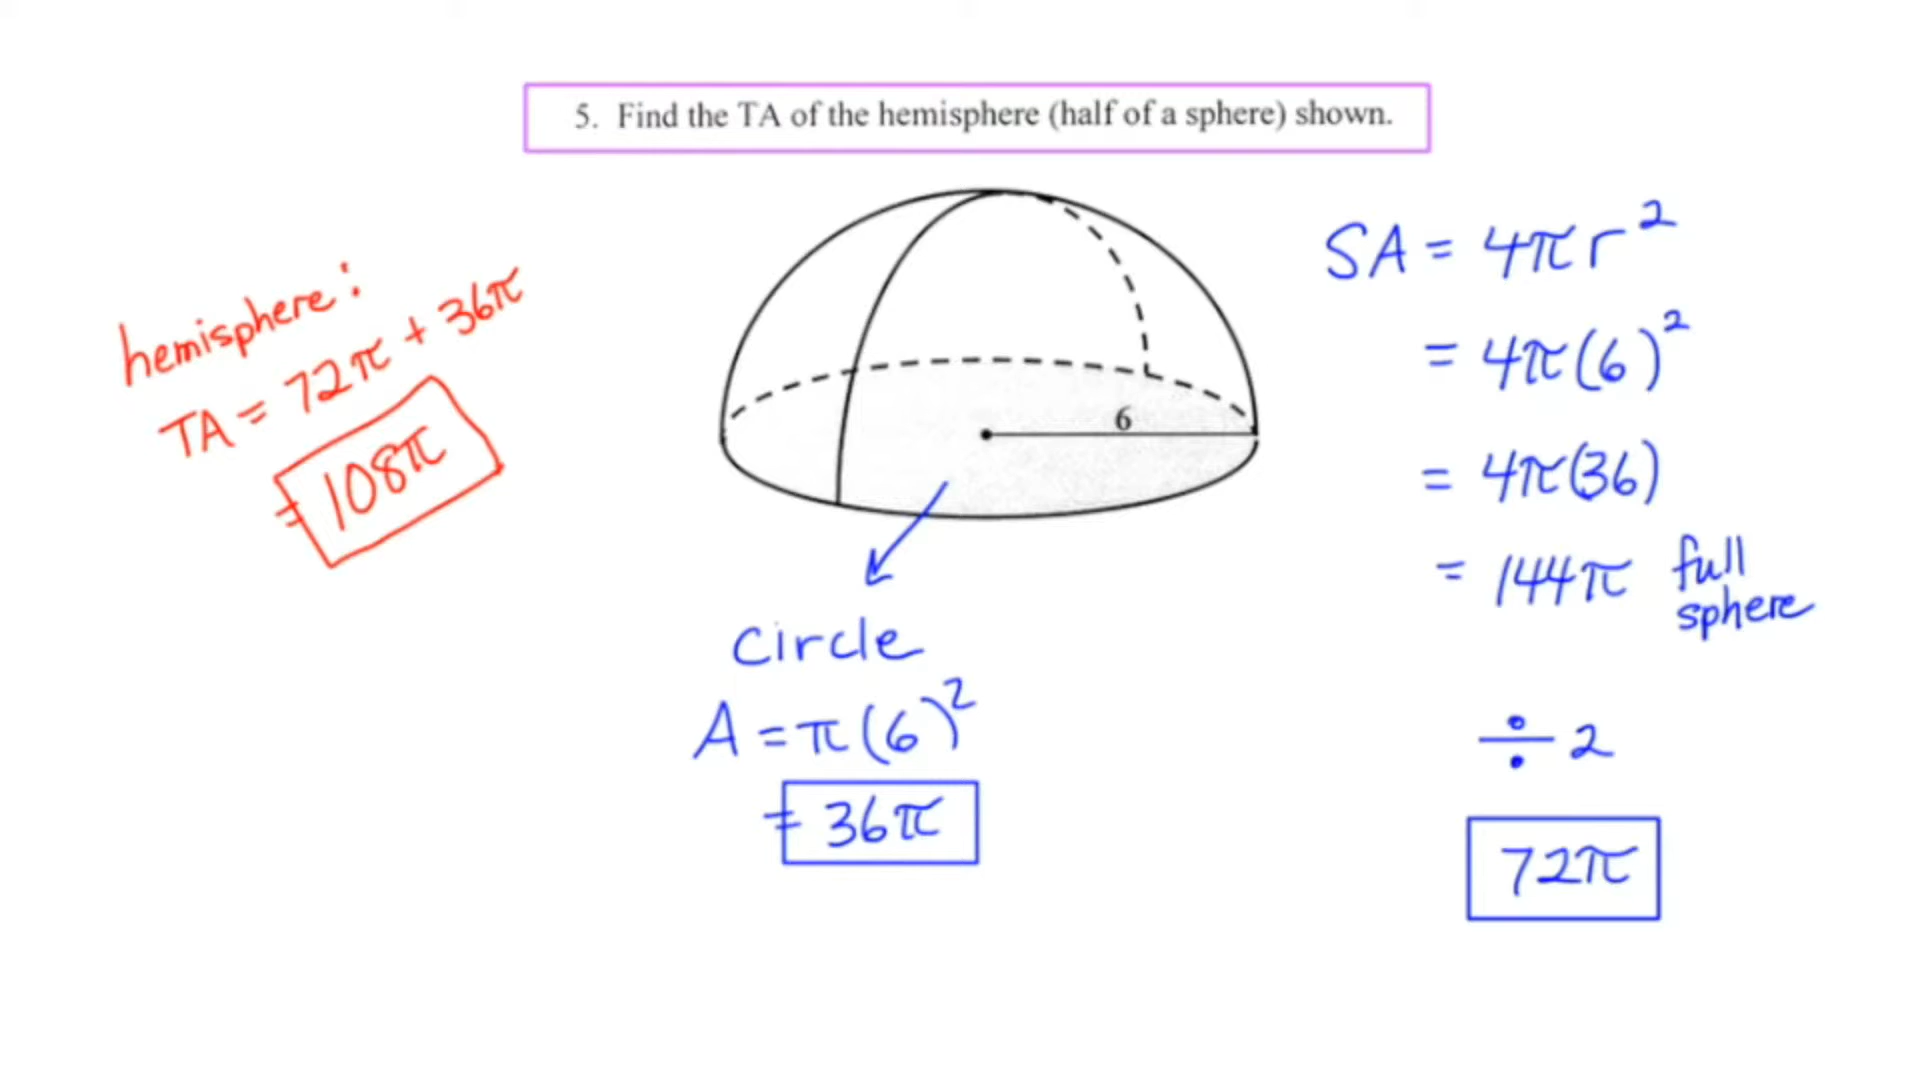 5. Find the TA of the hemisphere (half of a sphere) shown.
hemisphere:
TA = 72π + 36π
= 108π
6
Circle
A = π(6)²
= 36π
SA = 4πr²
= 4π(6)²
= 4π(36)
= 144π full sphere
÷ 2
72π